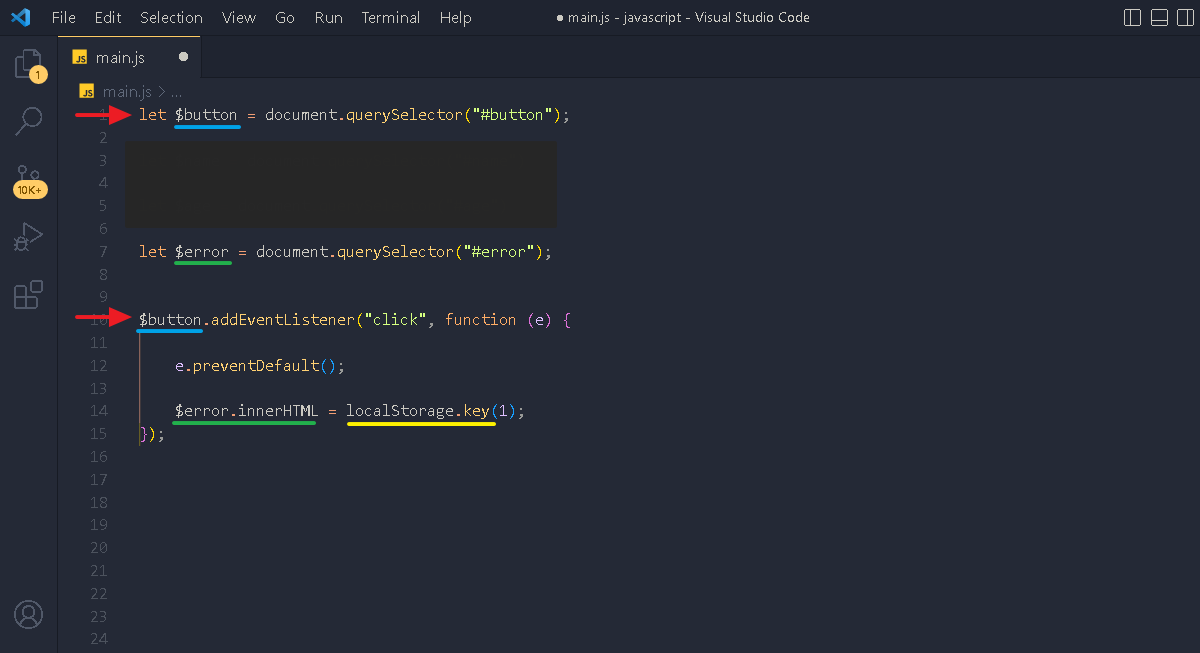 File Edit Selection View Go Run Terminal Help ● main.js - javascript - Visual Studio Code
JS main.js ●
1
JS main.js > ...
1 let $button = document.querySelector("#button");
2
3
4
5
6
7 let $error = document.querySelector("#error");
8
9
10 $button.addEventListener("click", function (e) {
11
12 e.preventDefault();
13
14 $error.innerHTML = localStorage.key(1);
15 });
16
17
18
19
20
21
22
23
24
10K+